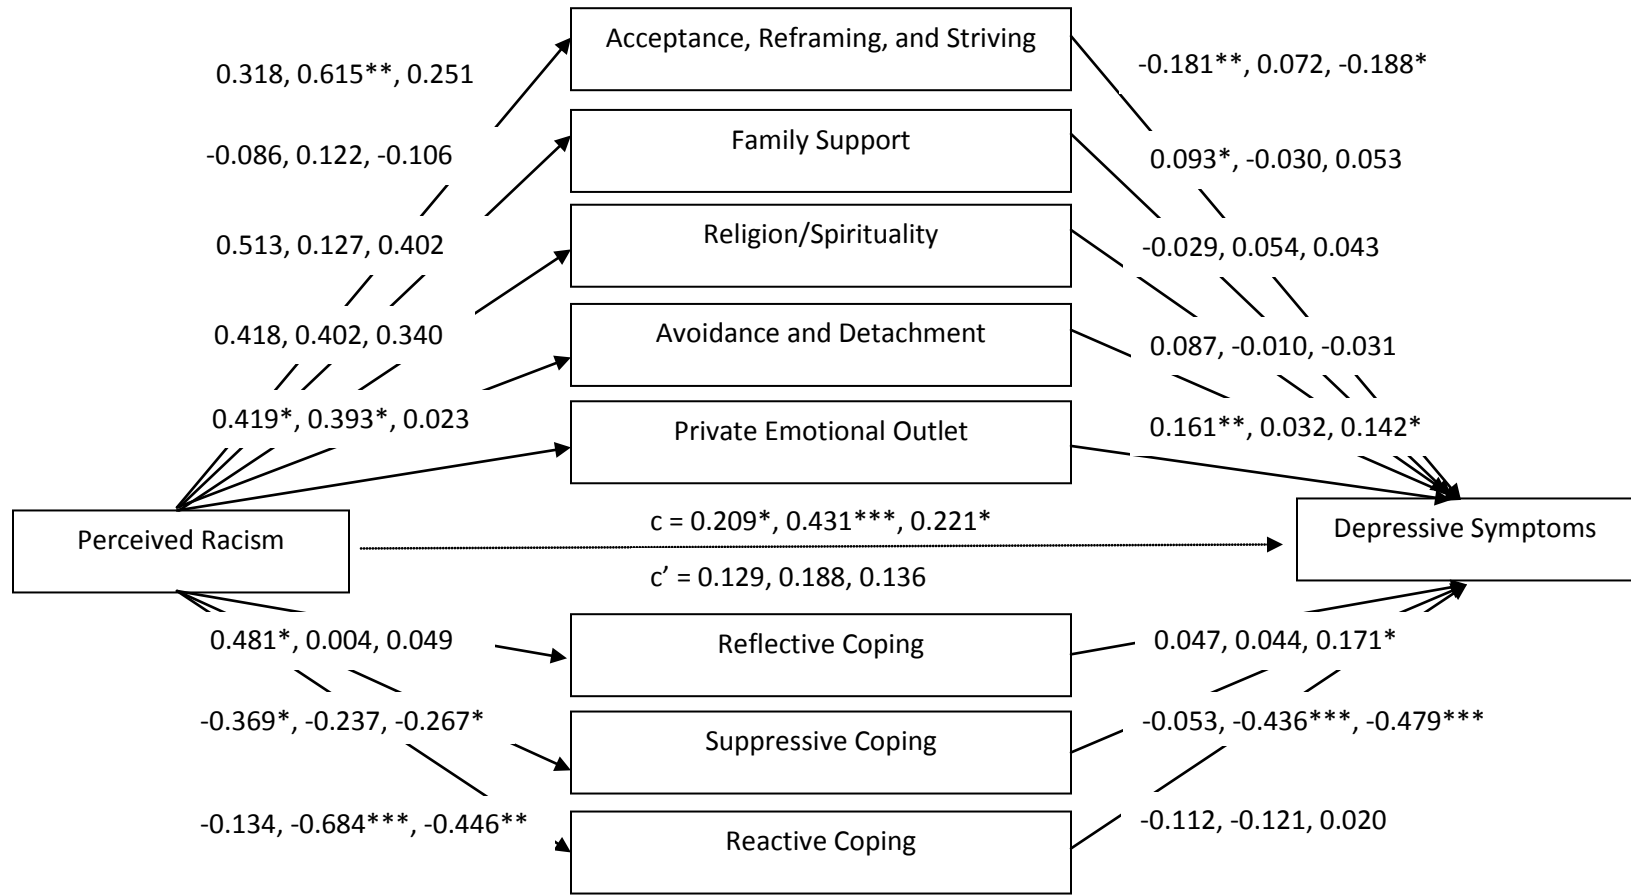 Acceptance, Reframing, and Striving
0.318, 0.615**, 0.251
-0.181**, 0.072, -0.188*
Family Support
-0.086, 0.122, -0.106
0.093*, -0.030, 0.053
Religion/Spirituality
0.513, 0.127, 0.402
-0.029, 0.054, 0.043
Avoidance and Detachment
0.418, 0.402, 0.340
0.087, -0.010, -0.031
0.419*, 0.393*, 0.023
Private Emotional Outlet
0.161**, 0.032, 0.142*
Perceived Racism
c = 0.209*, 0.431***, 0.221*
Depressive Symptoms
c’ = 0.129, 0.188, 0.136
0.481*, 0.004, 0.049
Reflective Coping
0.047, 0.044, 0.171*
-0.369*, -0.237, -0.267*
Suppressive Coping
-0.053, -0.436***, -0.479***
-0.134, -0.684***, -0.446**
Reactive Coping
-0.112, -0.121, 0.020